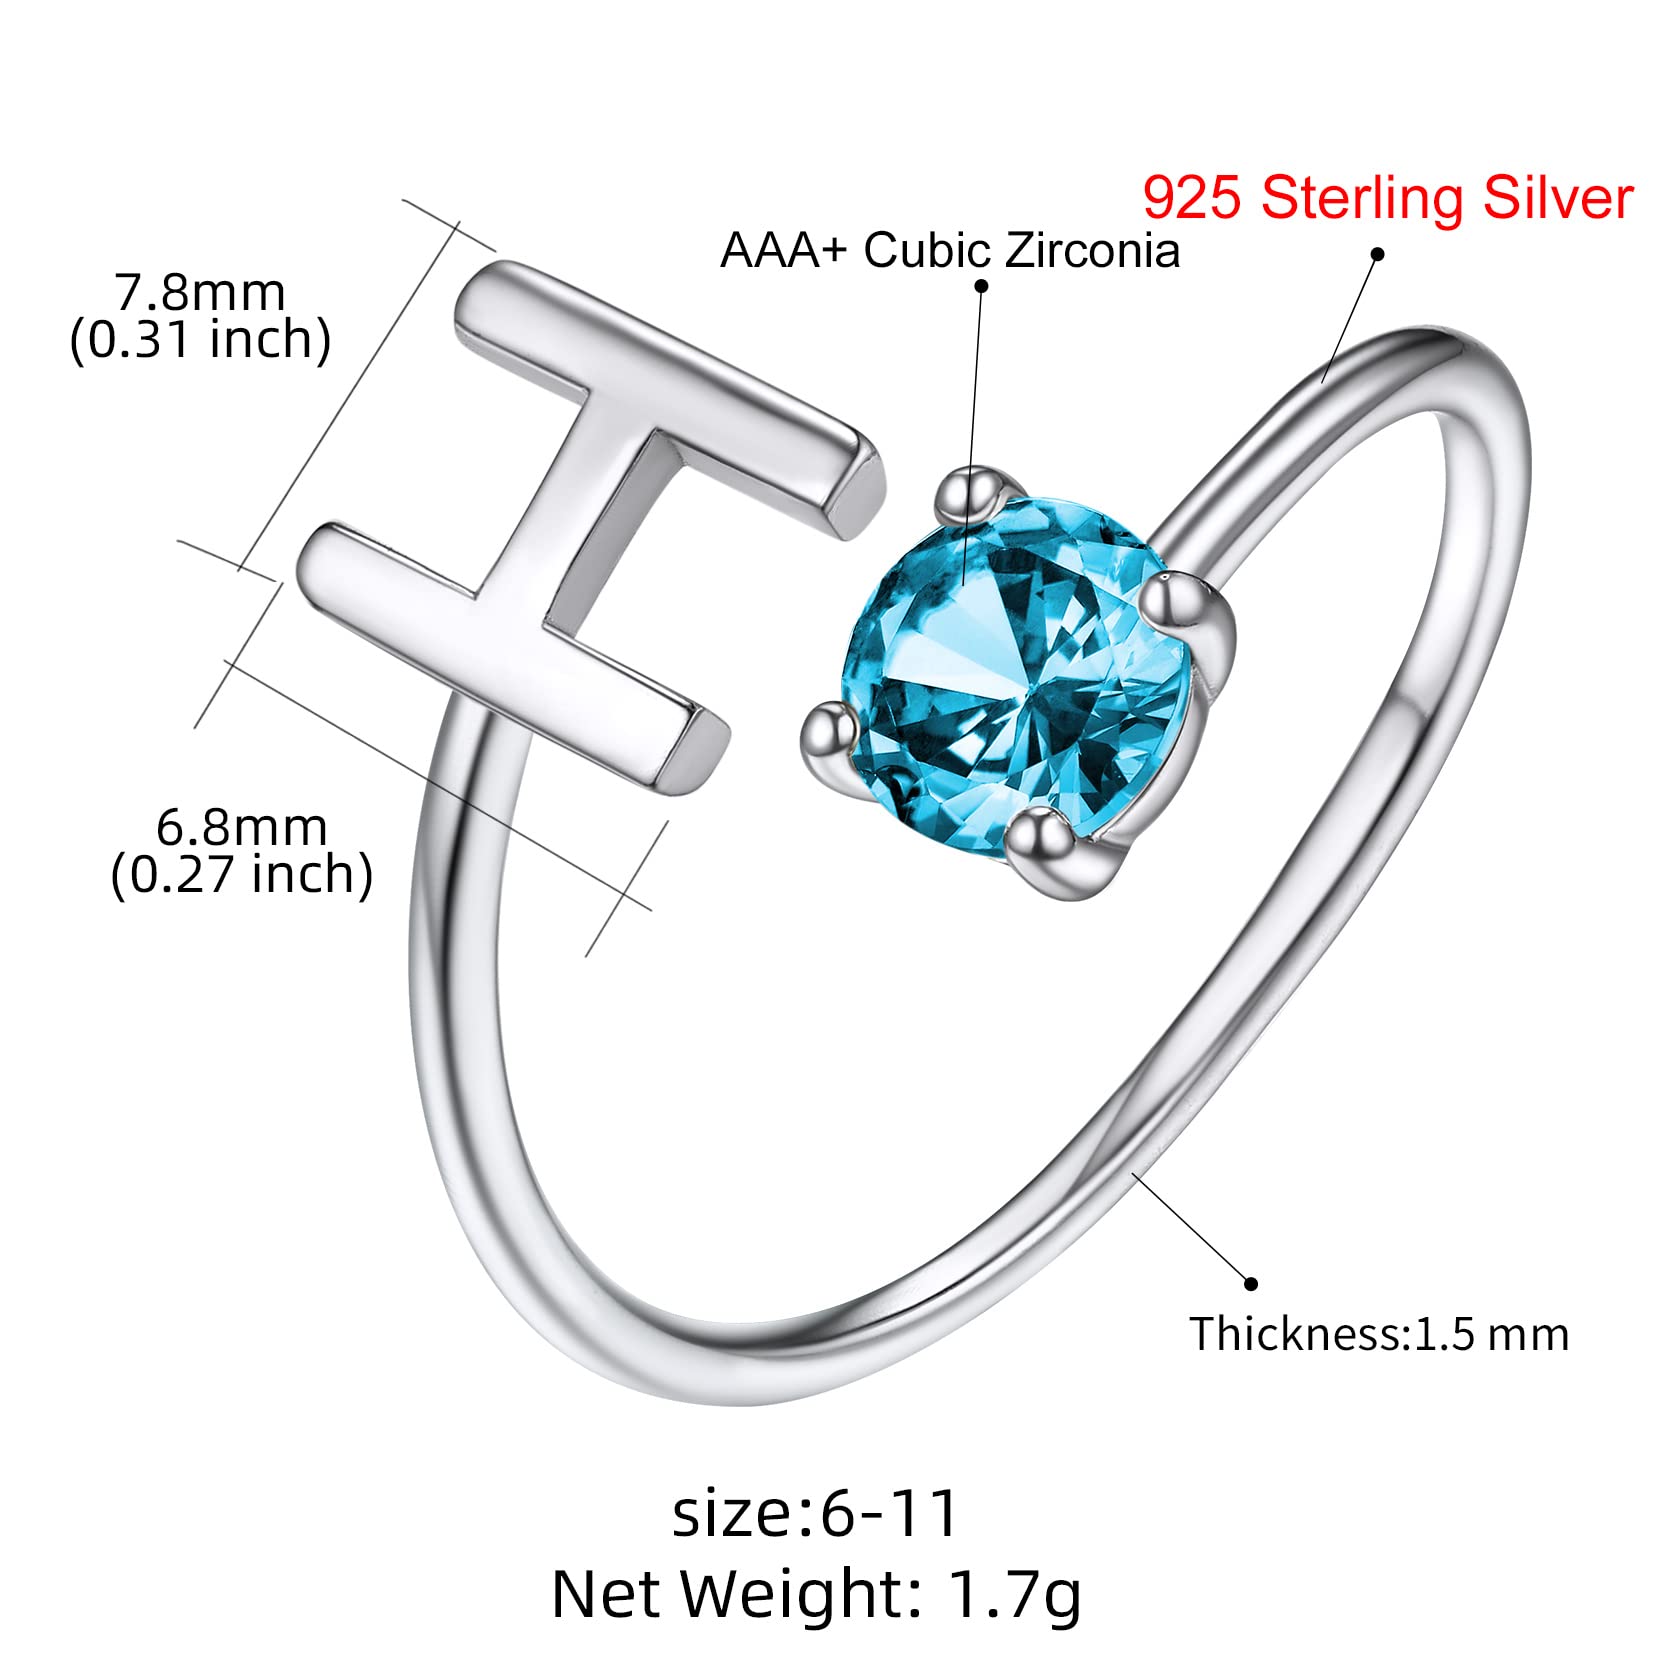 925 Sterling Silver
AAA+ Cubic Zirconia
7.8mm
(0.31 inch)
6.8mm
(0.27 inch)
Thickness:1.5 mm
size:6-11
Net Weight: 1.7g